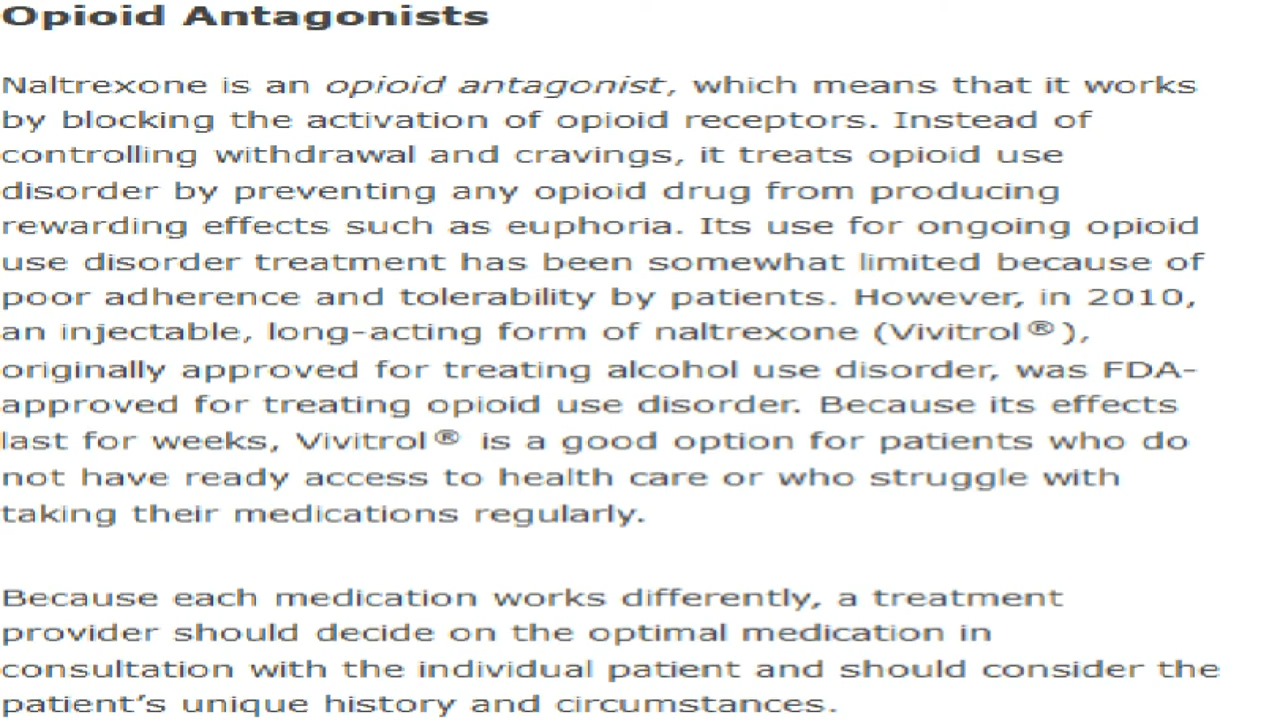 Opioid Antagonists
Naltrexone is an opioid antagonist, which means that it works
by blocking the activation of opioid receptors. Instead of
controlling withdrawal and cravings, it treats opioid use
disorder by preventing any opioid drug from producing
rewarding effects such as euphoria. Its use for ongoing opioid
use disorder treatment has been somewhat limited because of
poor adherence and tolerability by patients. However, in 2010,
an injectable, long-acting form of naltrexone (Vivitrol®),
originally approved for treating alcohol use disorder, was FDA-
approved for treating opioid use disorder. Because its effects
last for weeks, Vivitrol® is a good option for patients who do
not have ready access to health care or who struggle with
taking their medications regularly.
Because each medication works differently, a treatment
provider should decide on the optimal medication in
consultation with the individual patient and should consider the
patient’s unique history and circumstances.